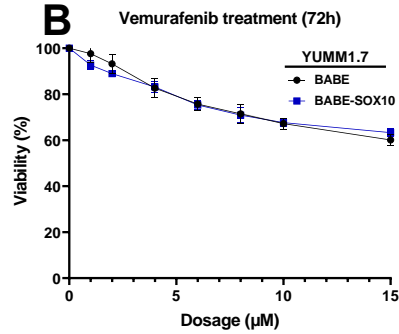 B
Vemurafenib treatment (72h)
YUMM1.7
BABE
BABE-SOX10
Viability (%)
100
80
60
40
20
0
0
5
10
15
Dosage (µM)